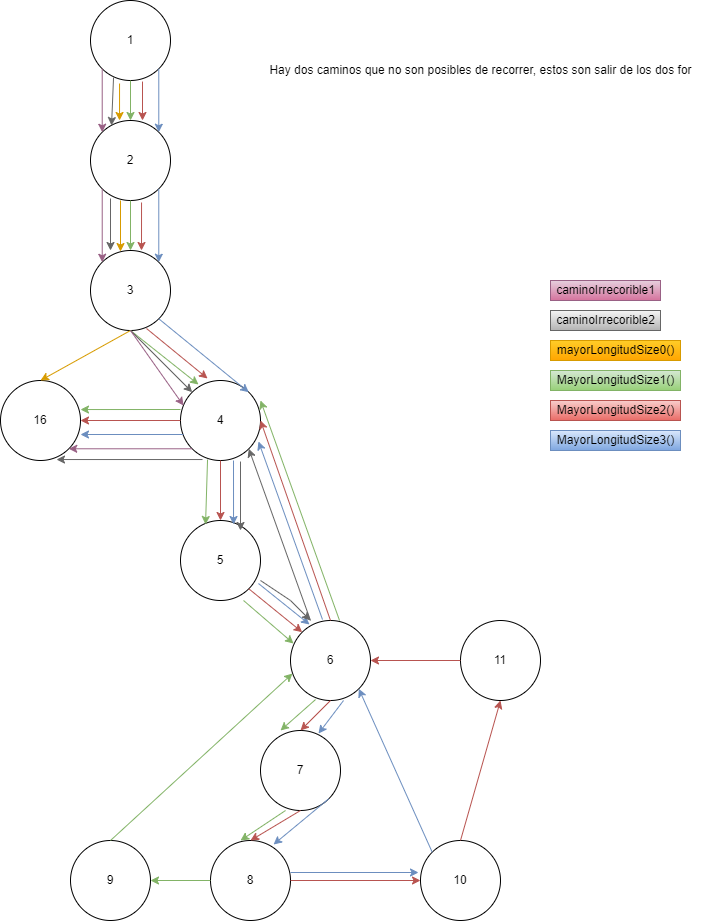 1
Hay dos caminos que no son posibles de recorrer, estos son salir de los dos for
2
3
caminoIrrecorible1
caminoIrrecorible2
mayorLongitudSize0()
MayorLongitudSize1()
16
4
MayorLongitudSize2()
MayorLongitudSize3()
5
6
11
7
9
8
10